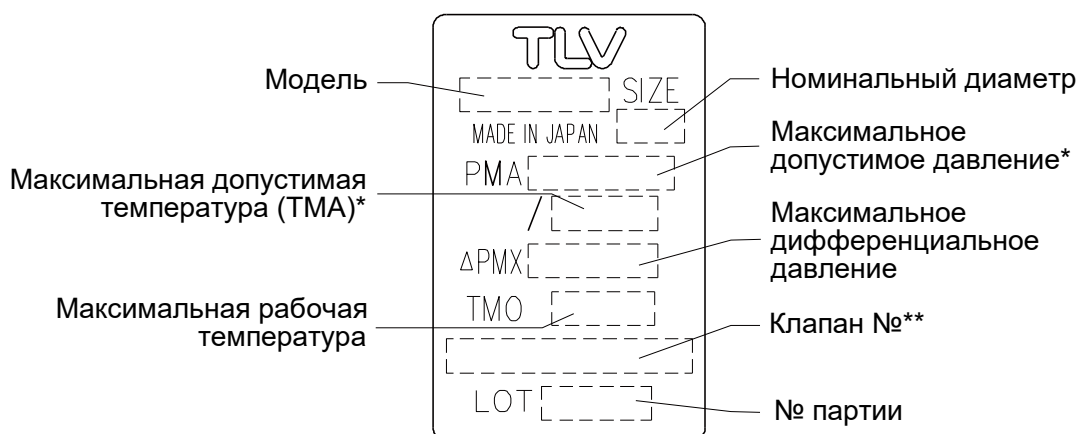 TLV
Модель
SIZE
Номинальный диаметр
MADE IN JAPAN
Максимальное
допустимое давление*
PMA
Максимальная допустимая
температура (TMA)*
/
Максимальное
дифференциальное
давление
ΔPMX
Максимальная рабочая
температура
TMO
Клапан №**
LOT
№ партии